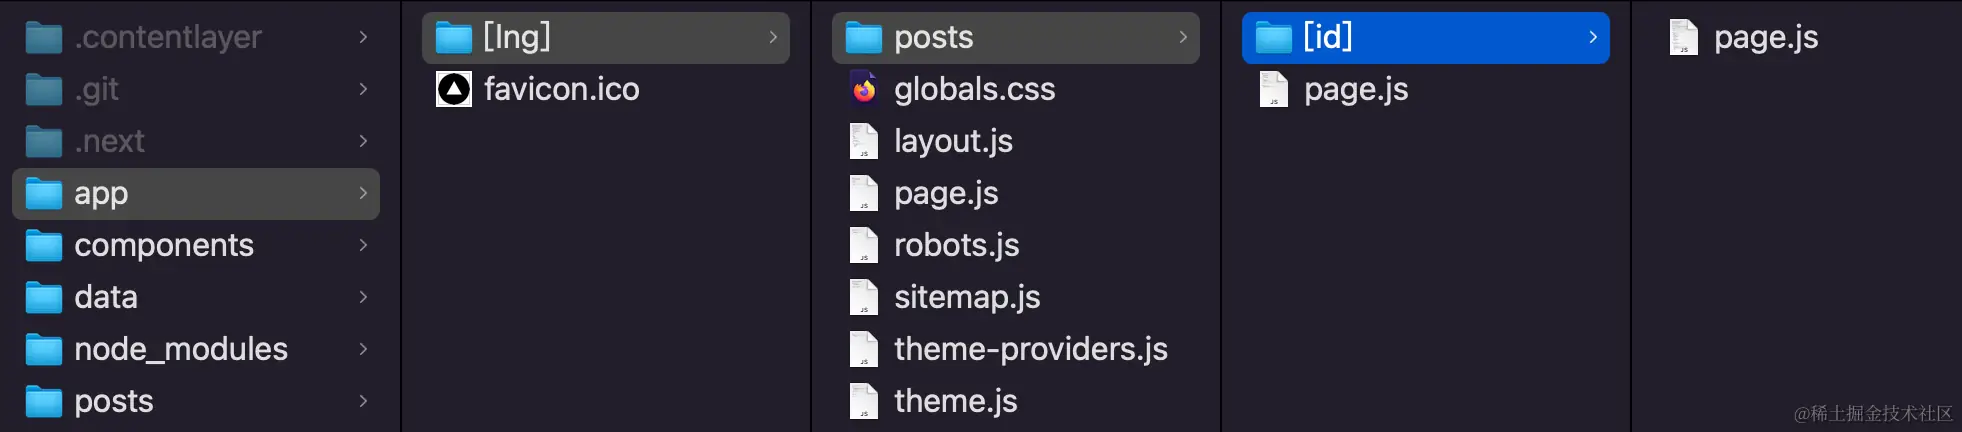 .contentlayer
.git
.next
app
components
data
node_modules
posts
[lng]
favicon.ico
posts
globals.css
layout.js
page.js
robots.js
sitemap.js
theme-providers.js
theme.js
[id]
page.js
page.js
@稀土掘金技术社区